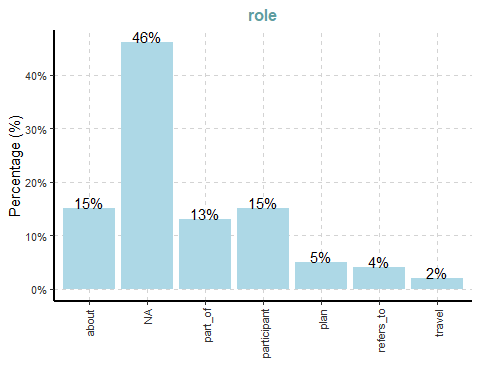 role
Percentage (%)
40%
30%
20%
10%
0%
15%
46%
13%
15%
5%
4%
2%
about
NA
part_of
participant
plan
refers_to
travel